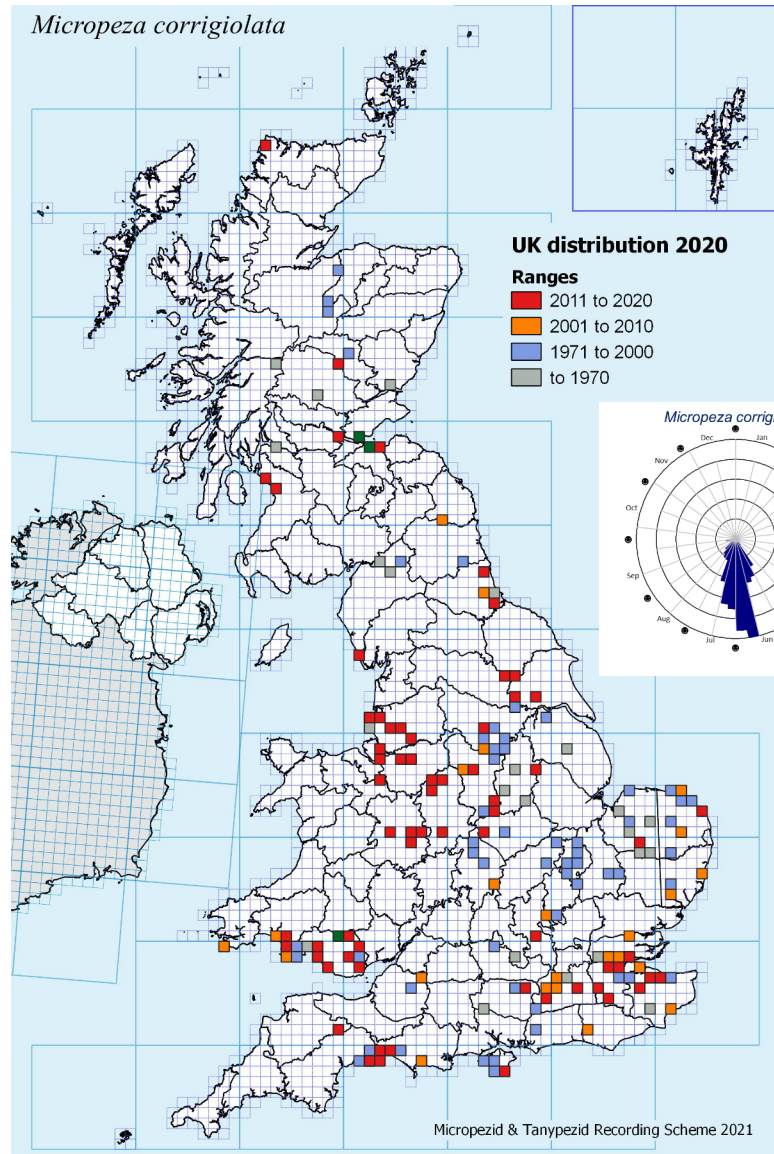 Micropeza corrigiolata
UK distribution 2020
Ranges
2011 to 2020
2001 to 2010
1971 to 2000
to 1970
Micropeza corrig
Dec
Jan
Nov
Oct
Sep
Aug
Jul
Jun
Micropezid & Tanypezid Recording Scheme 2021